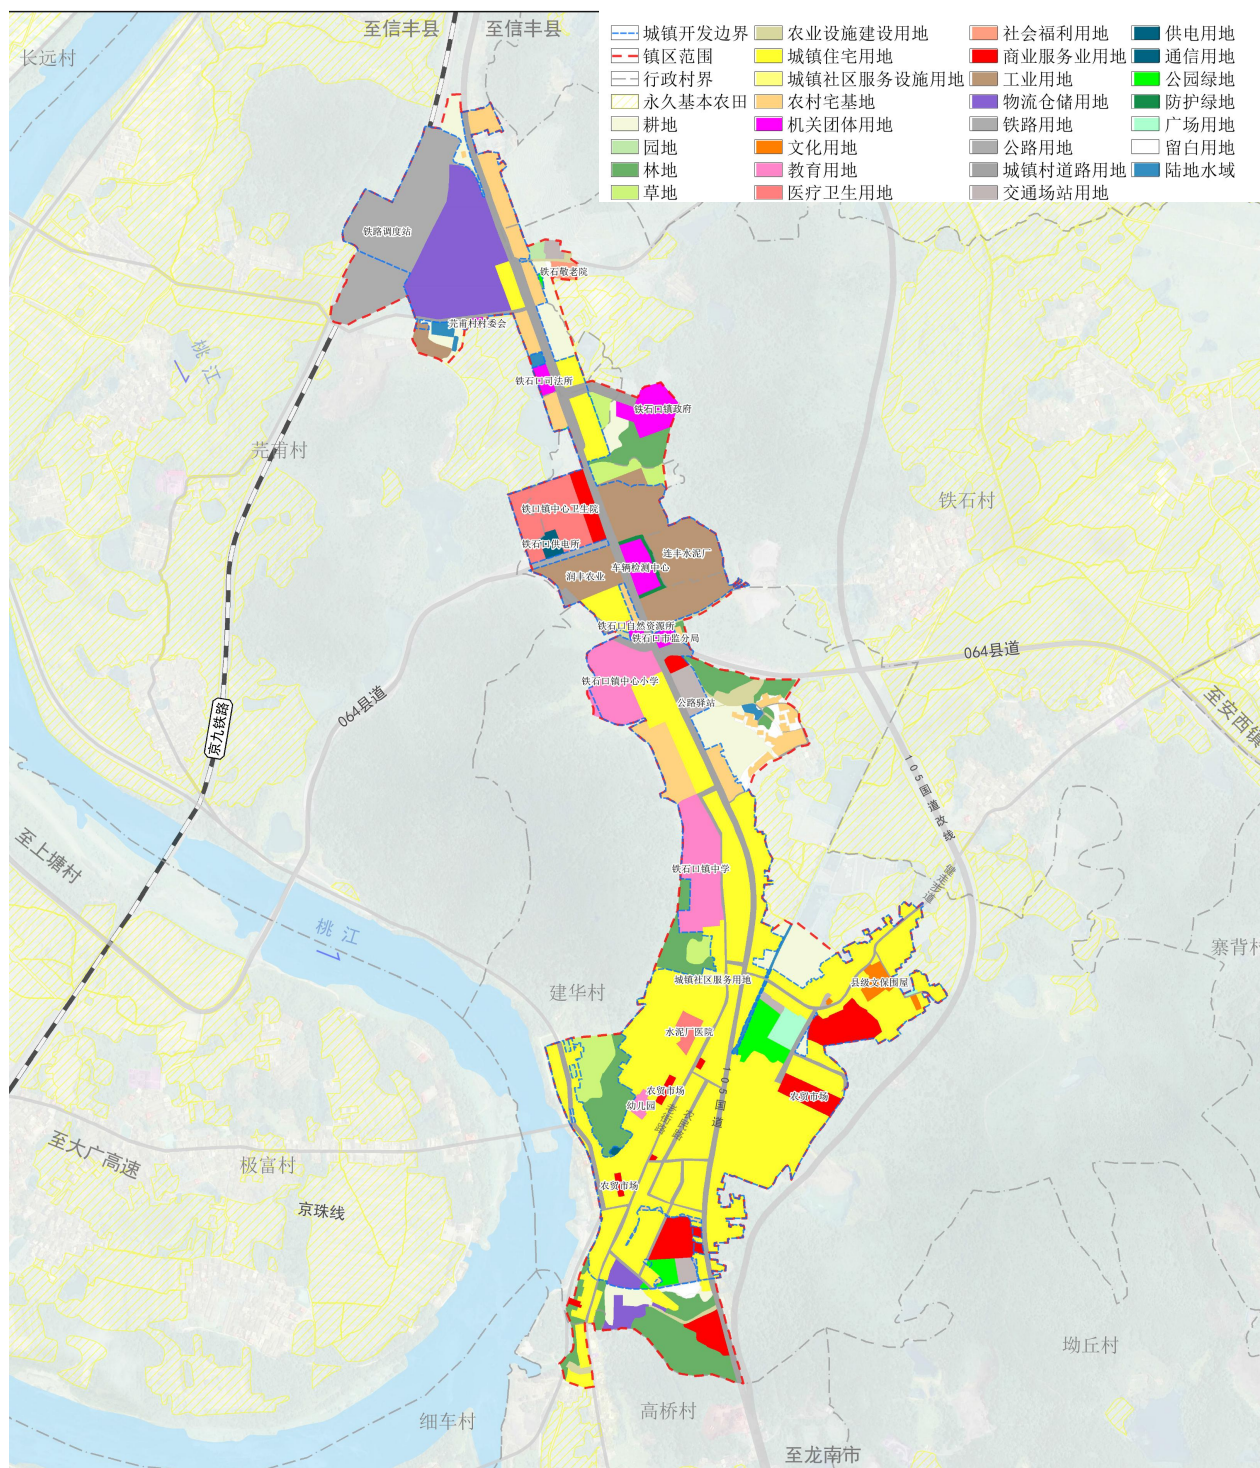 至信丰县
至信丰县
城镇开发边界
镇区范围
行政村界
永久基本农田
耕地
园地
林地
草地
农业设施建设用地
城镇住宅用地
城镇社区服务设施用地
农村宅基地
机关团体用地
文化用地
教育用地
医疗卫生用地
社会福利用地
商业服务业用地
工业用地
物流仓储用地
铁路用地
公路用地
城镇村道路用地
交通场站用地
供电用地
通信用地
公园绿地
防护绿地
广场用地
留白用地
陆地水域
长远村
铁路调度站
铁石敬老院
芫甫村村委会
桃江
铁石口司法所
铁石口镇政府
芫甫村
铁石村
铁口镇中心卫生院
铁石口供电所
连丰水泥厂
车辆检测中心
润丰农业
铁石口自然资源所
铁石口市监分局
064县道
铁石口镇中心小学
064县道
公路驿站
至安西镇
京九铁路
105国道改线
至上塘村
铁石口镇中学
健走步道
桃江
寨背村
城镇社区服务用地
县级文保围屋
建华村
水泥厂医院
105国道
农贸市场
农贸市场
幼儿园
至大广高速
极富村
农贸市场
京珠线
坳丘村
高桥村
细车村
至龙南市